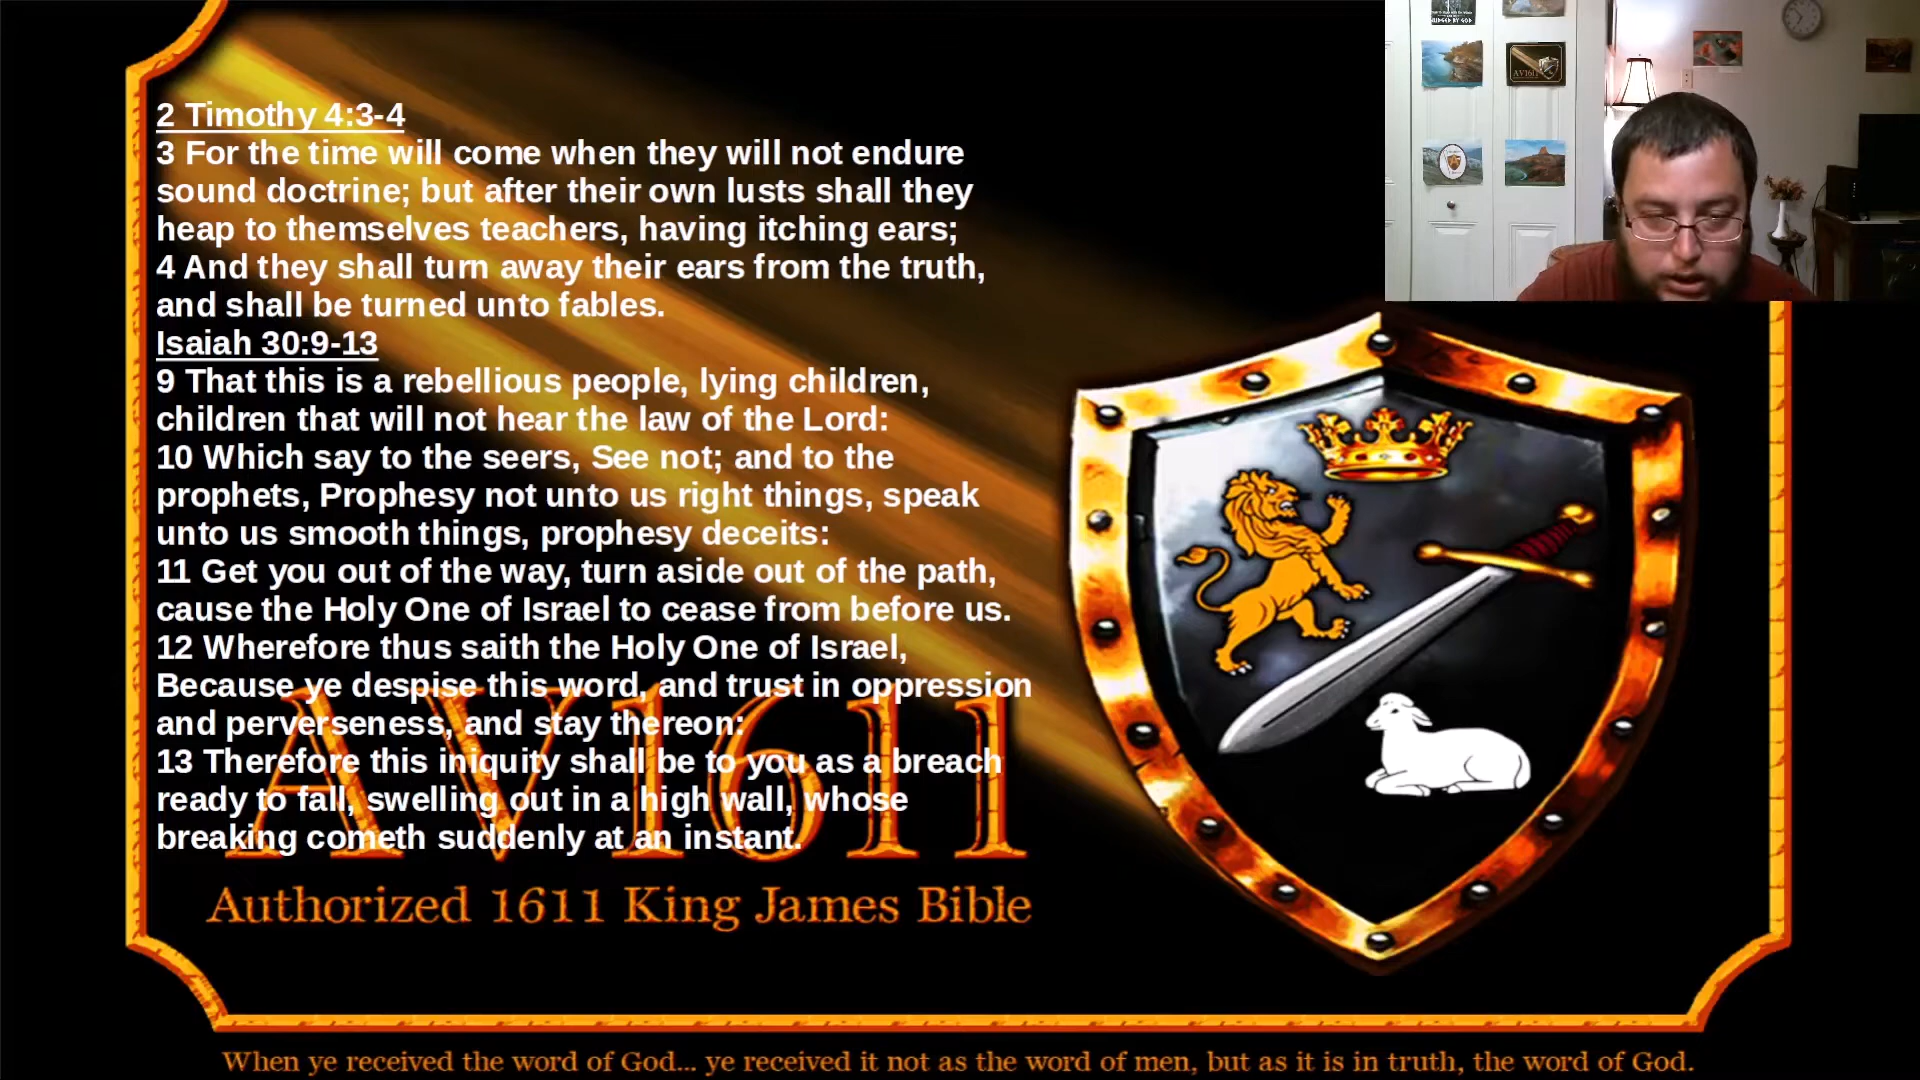 2 Timothy 4:3-4
3 For the time will come when they will not endure
sound doctrine; but after their own lusts shall they
heap to themselves teachers, having itching ears;
4 And they shall turn away their ears from the truth,
and shall be turned unto fables.
Isaiah 30:9-13
9 That this is a rebellious people, lying children,
children that will not hear the law of the Lord:
10 Which say to the seers, See not; and to the
prophets, Prophesy not unto us right things, speak
unto us smooth things, prophesy deceits:
11 Get you out of the way, turn aside out of the path,
cause the Holy One of Israel to cease from before us.
12 Wherefore thus saith the Holy One of Israel,
Because ye despise this word, and trust in oppression
and perverseness, and stay thereon:
13 Therefore this iniquity shall be to you as a breach
ready to fall, swelling out in a high wall, whose
breaking cometh suddenly at an instant.
AV1611
Authorized 1611 King James Bible
When ye received the word of God... ye received it not as the word of men, but as it is in truth, the word of God.
JUDGED BY GOD
AV1611